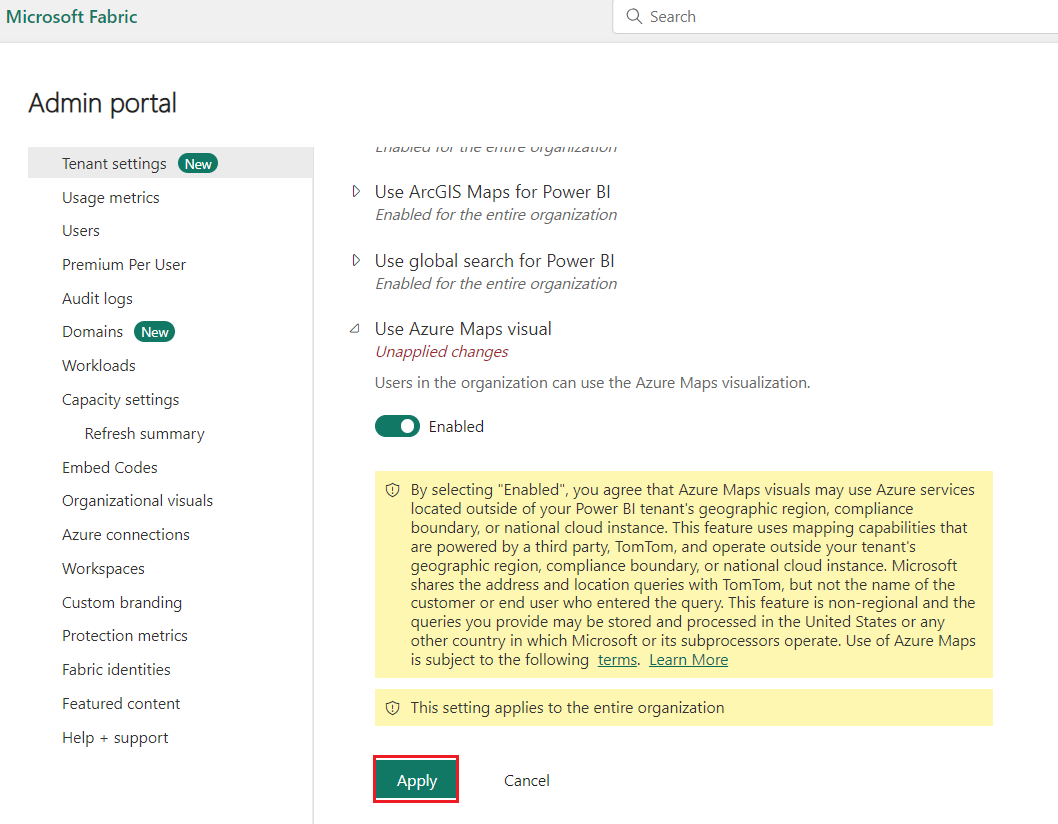 Microsoft Fabric
Search
Admin portal
Tenant settings New
Usage metrics
Users
Premium Per User
Audit logs
Domains New
Workloads
Capacity settings
Refresh summary
Embed Codes
Organizational visuals
Azure connections
Workspaces
Custom branding
Protection metrics
Fabric identities
Featured content
Help + support
Enabled for the entire organization
Use ArcGIS Maps for Power BI
Enabled for the entire organization
Use global search for Power BI
Enabled for the entire organization
Use Azure Maps visual
Unapplied changes
Users in the organization can use the Azure Maps visualization.
Enabled
By selecting "Enabled", you agree that Azure Maps visuals may use Azure services
located outside of your Power BI tenant's geographic region, compliance
boundary, or national cloud instance. This feature uses mapping capabilities that
are powered by a third party, TomTom, and operate outside your tenant's
geographic region, compliance boundary, or national cloud instance. Microsoft
shares the address and location queries with TomTom, but not the name of the
customer or end user who entered the query. This feature is non-regional and the
queries you provide may be stored and processed in the United States or any
other country in which Microsoft or its subprocessors operate. Use of Azure Maps
is subject to the following terms. Learn More
This setting applies to the entire organization
Apply
Cancel